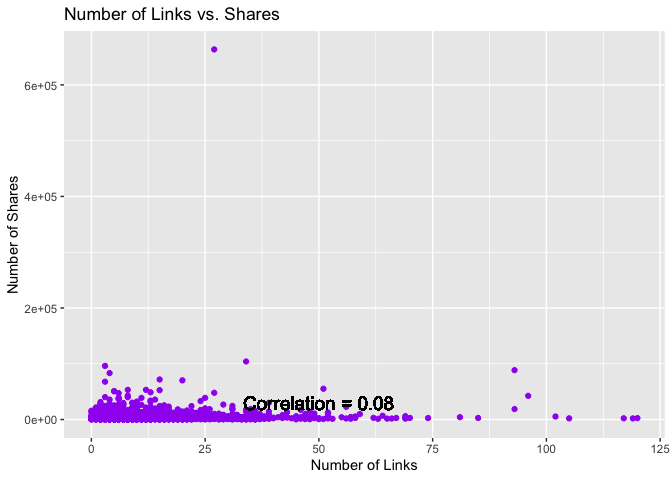 Number of Links vs. Shares
6e+05
4e+05
2e+05
0e+00
Number of Shares
Correlation = 0.08
0
25
50
75
100
125
Number of Links